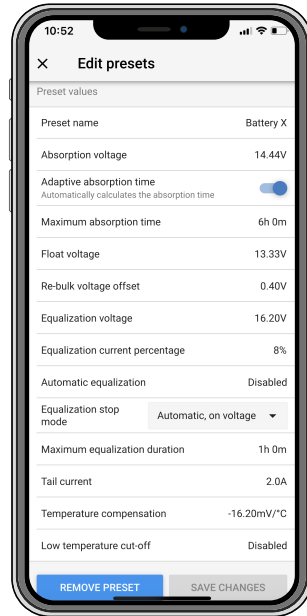 10:52
× Edit presets
Preset values
Preset name Battery X
Absorption voltage 14.44V
Adaptive absorption time
Automatically calculates the absorption time
Maximum absorption time 6h 0m
Float voltage 13.33V
Re-bulk voltage offset 0.40V
Equalization voltage 16.20V
Equalization current percentage 8%
Automatic equalization Disabled
Equalization stop mode Automatic, on voltage
Maximum equalization duration 1h 0m
Tail current 2.0A
Temperature compensation -16.20mV/°C
Low temperature cut-off Disabled
REMOVE PRESET SAVE CHANGES